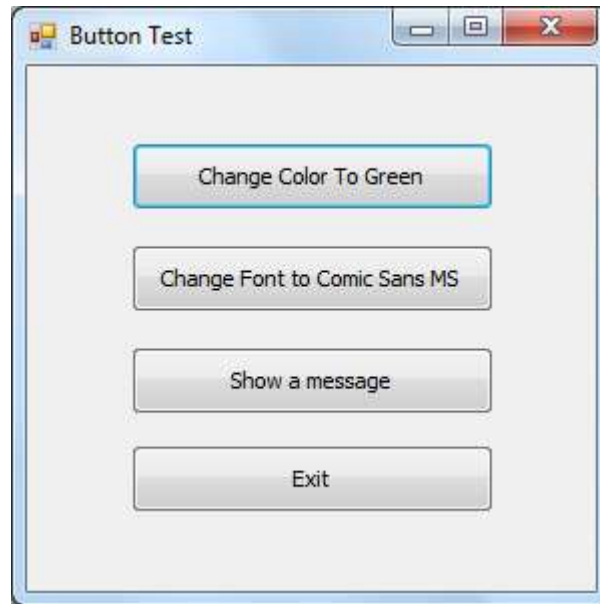 Button Test
Change Color To Green
Change Font to Comic Sans MS
Show a message
Exit